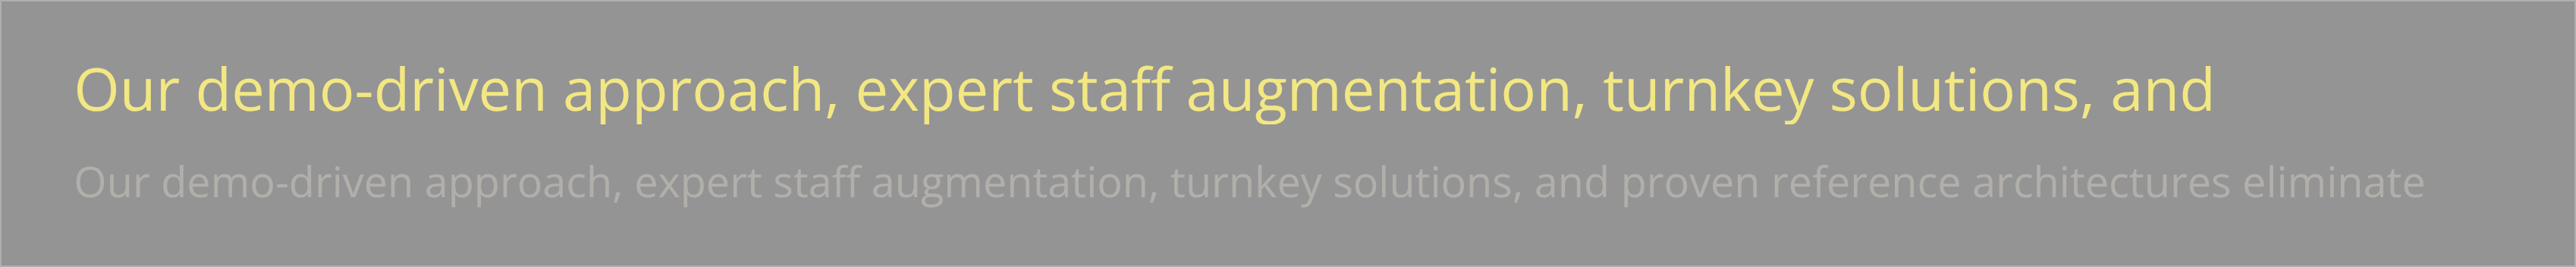 Our demo-driven approach, expert staff augmentation, turnkey solutions, and
Our demo-driven approach, expert staff augmentation, turnkey solutions, and proven reference architectures eliminate